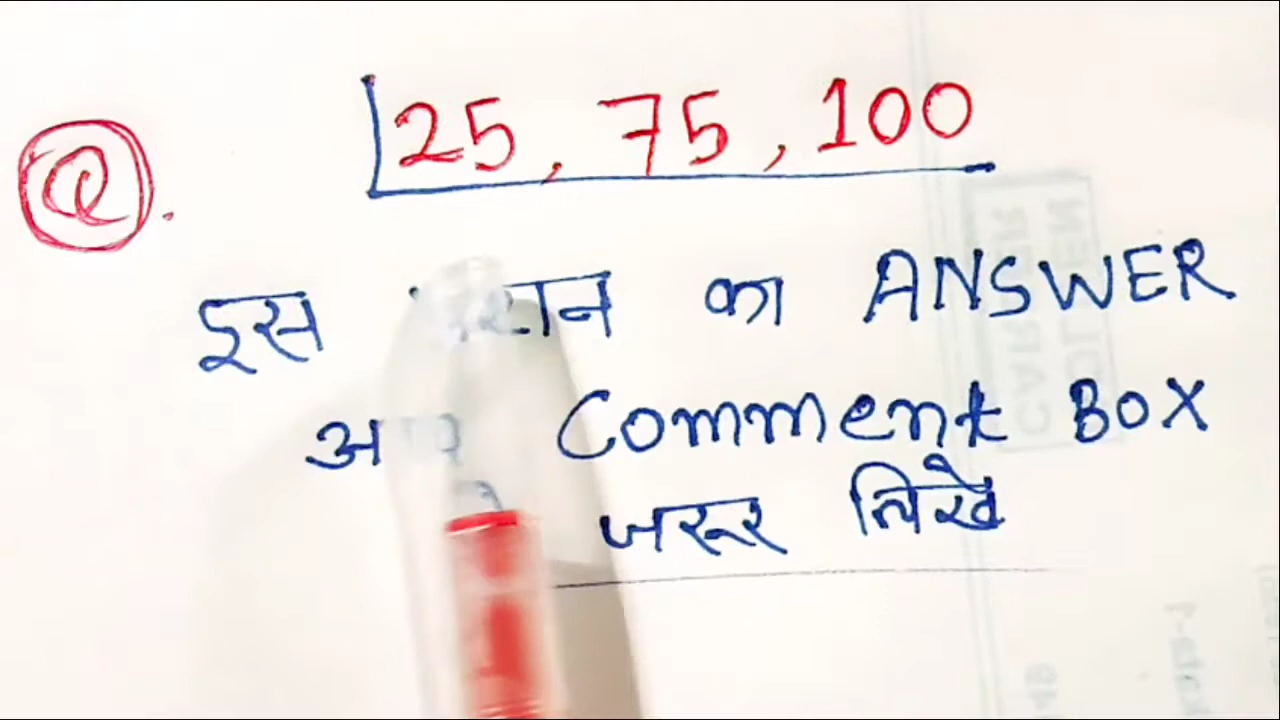 Q.
25, 75, 100
इस का ANSWER
Comment BOX
जरूर लिखे